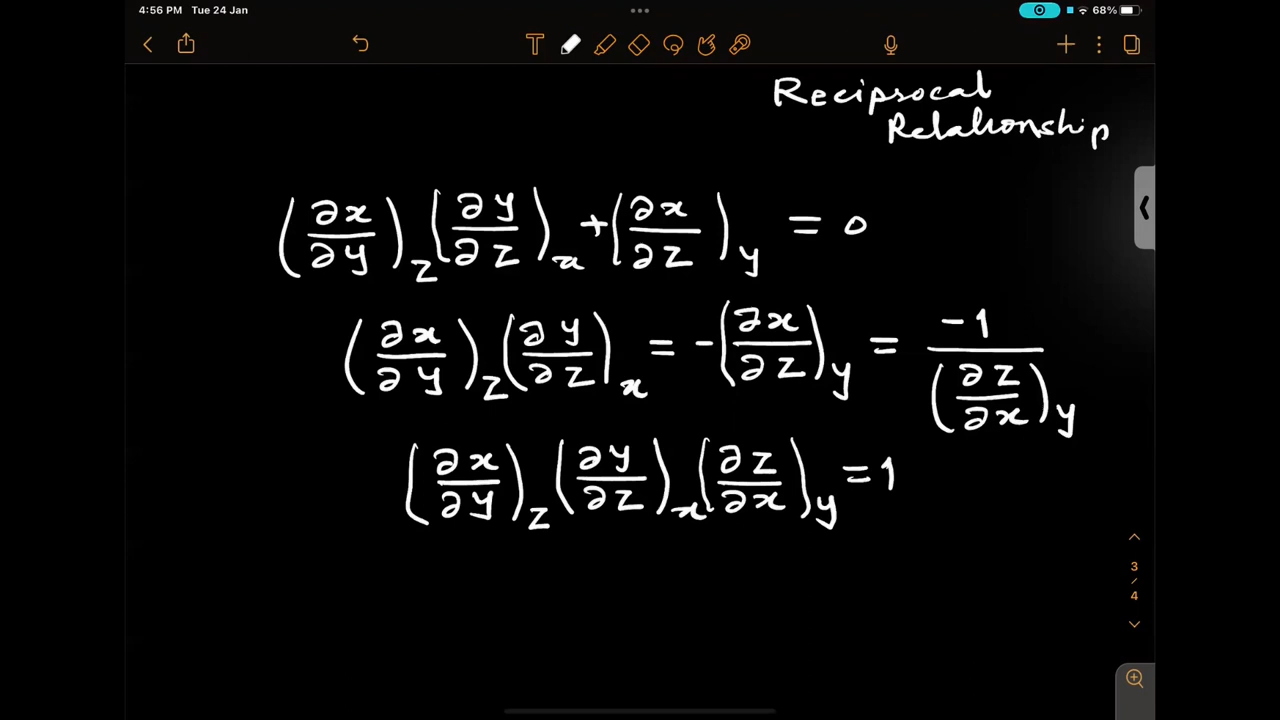 4:56 PM Tue 24 Jan
68%
T
Reciprocal
Relationship
(∂x/∂y)_z (∂y/∂z)_x + (∂x/∂z)_y = 0
(∂x/∂y)_z (∂y/∂z)_x = -(∂x/∂z)_y = -1/(∂z/∂x)_y
(∂x/∂y)_z (∂y/∂z)_x (∂z/∂x)_y = 1
3
/
4